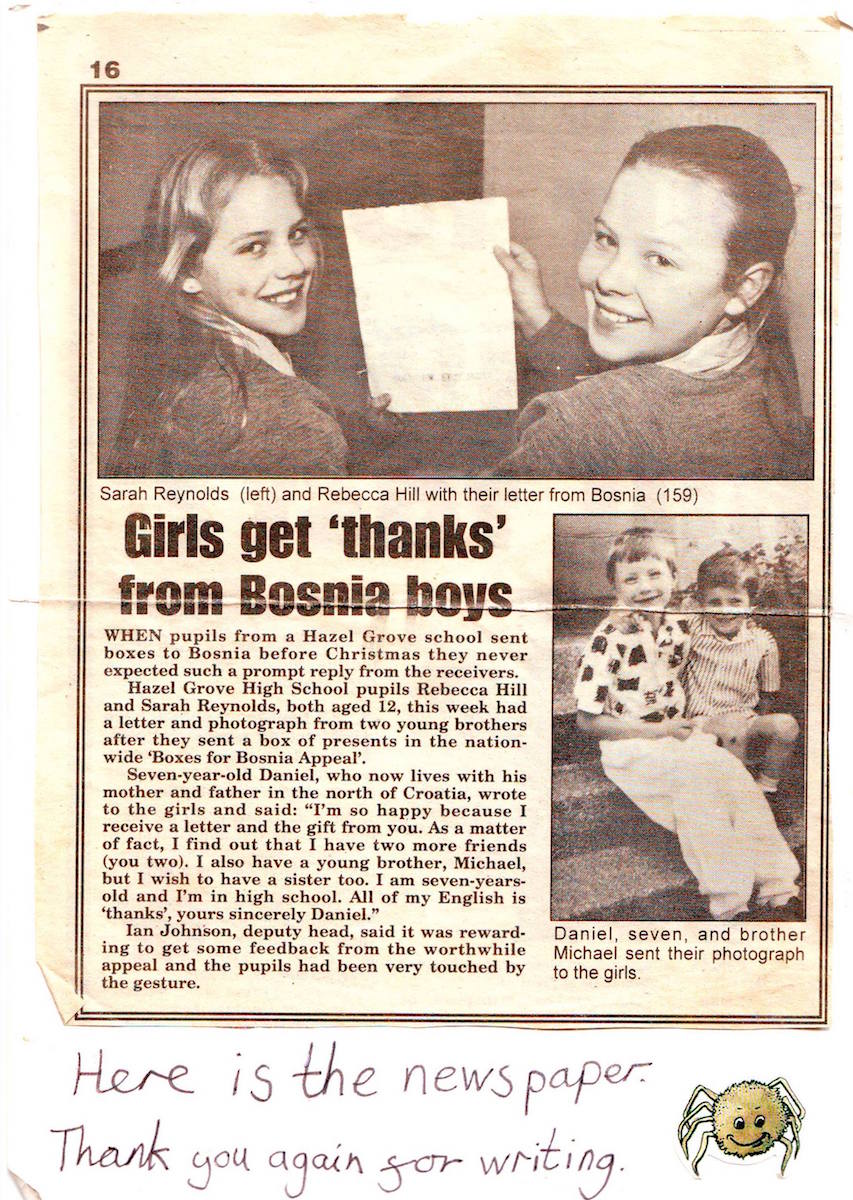 16
Sarah Reynolds (left) and Rebecca Hill with their letter from Bosnia (159)
Girls get ‘thanks’
from Bosnia boys
WHEN pupils from a Hazel Grove school sent
boxes to Bosnia before Christmas they never
expected such a prompt reply from the receivers.
Hazel Grove High School pupils Rebecca Hill
and Sarah Reynolds, both aged 12, this week had
a letter and photograph from two young brothers
after they sent a box of presents in the nation-
wide ‘Boxes for Bosnia Appeal’.
Seven-year-old Daniel, who now lives with his
mother and father in the north of Croatia, wrote
to the girls and said: “I’m so happy because I
receive a letter and the gift from you. As a matter
of fact, I find out that I have two more friends
(you two). I also have a young brother, Michael,
but I wish to have a sister too. I am seven-years-
old and I’m in high school. All of my English is
‘thanks’, yours sincerely Daniel.”
Ian Johnson, deputy head, said it was reward-
ing to get some feedback from the worthwhile
appeal and the pupils had been very touched by
the gesture.
Daniel, seven, and brother
Michael sent their photograph
to the girls.
Here is the newspaper.
Thank you again for writing.